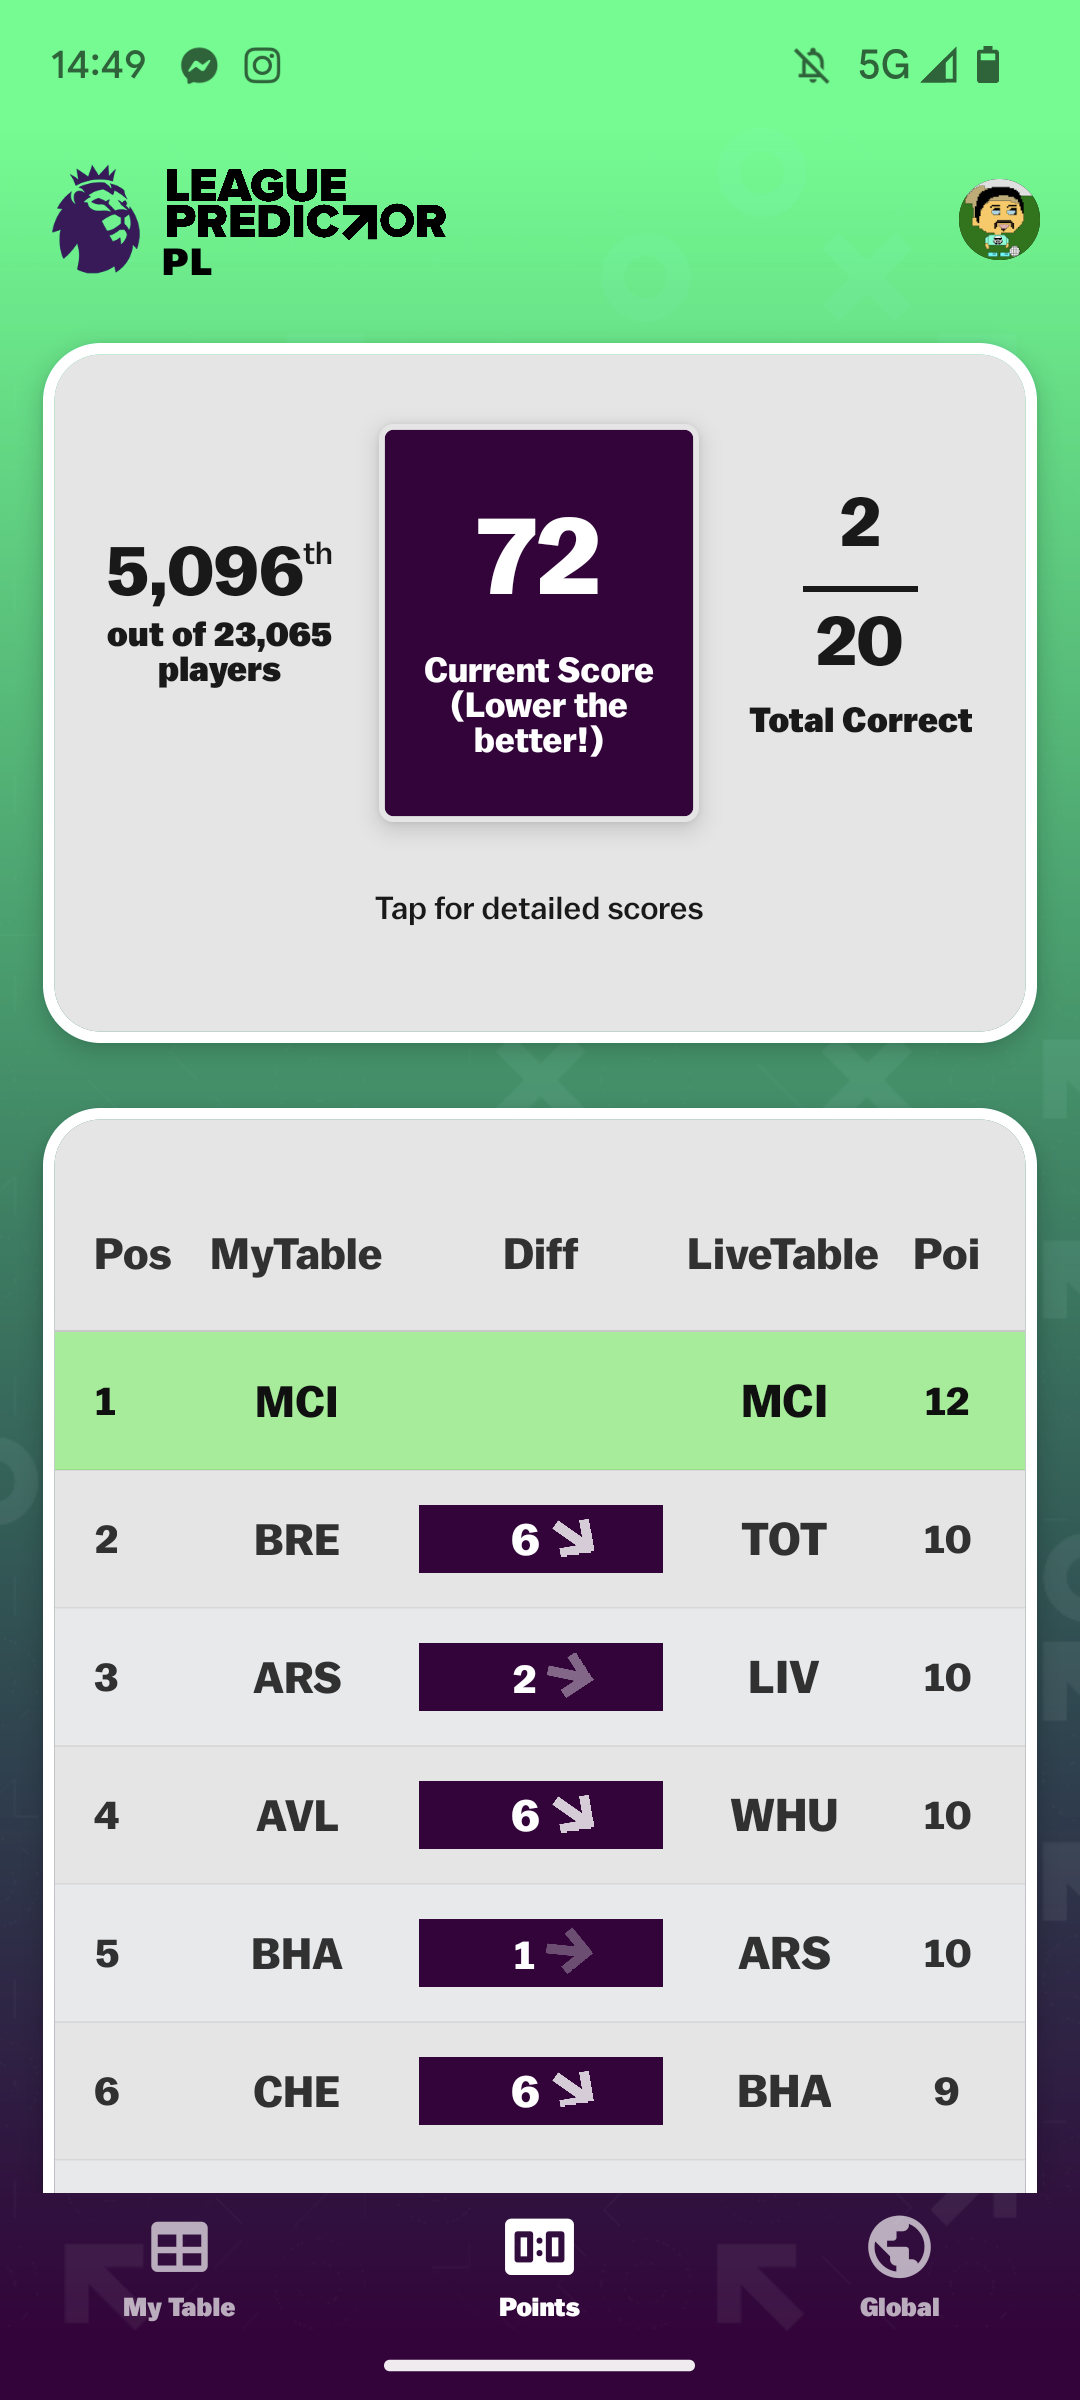 14:49
5G
LEAGUE
PREDICTOR
PL
5,096th
out of 23,065
players
72
Current Score
(Lower the
better!)
2
20
Total Correct
Tap for detailed scores
Pos MyTable Diff LiveTable Poi
1 MCI MCI 12
2 BRE 6 TOT 10
3 ARS 2 LIV 10
4 AVL 6 WHU 10
5 BHA 1 ARS 10
6 CHE 6 BHA 9
0:0
My Table Points Global